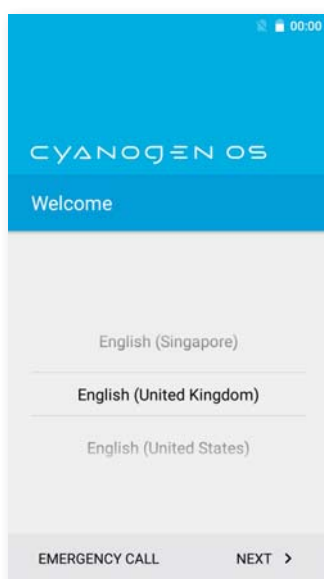 00:00
CYANOGEN OS
Welcome
English (Singapore)
English (United Kingdom)
English (United States)
EMERGENCY CALL NEXT >